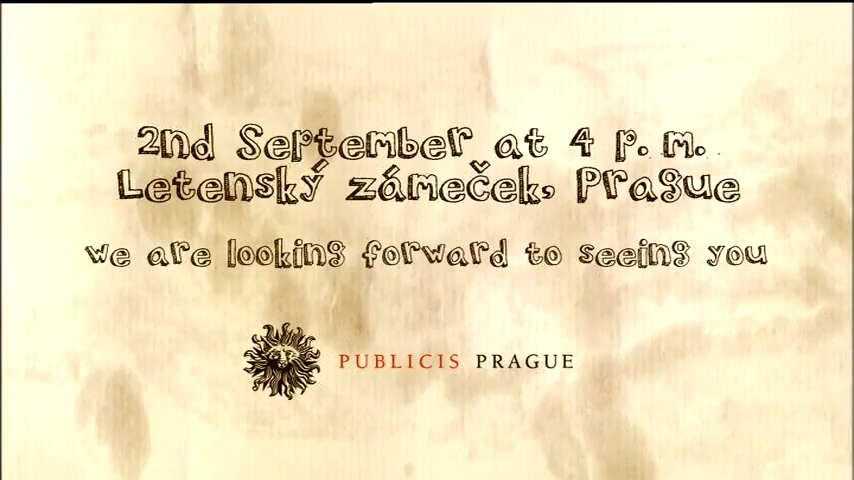 2nd September at 4 p. m.
Letenský zámeček, Prague
we are looking forward to seeing you
PUBLICIS PRAGUE